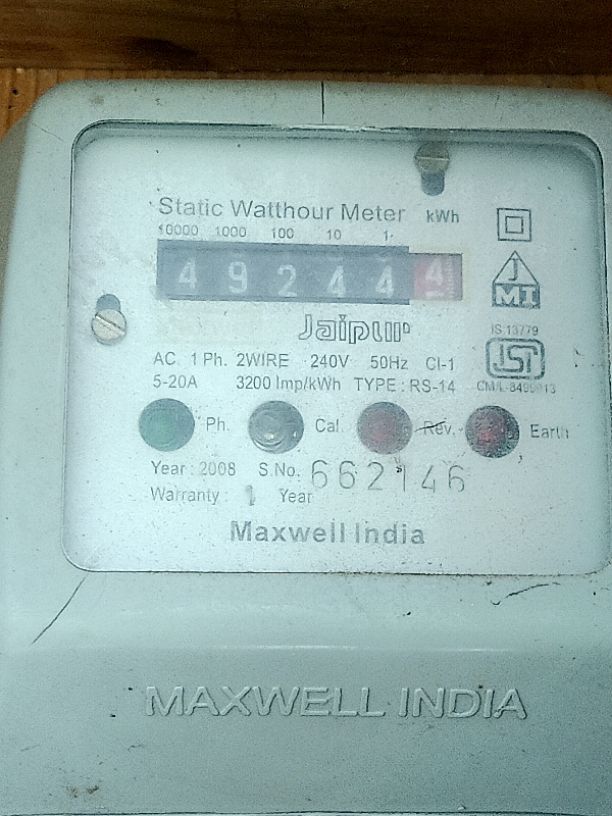 Static Watthour Meter kWh
10000 1000 100 10 1
4 9 2 4 4 4
Jaipur
J
MI
IS 13779
ISI
AC 1 Ph. 2WIRE 240V 50Hz Cl-1
5-20A 3200 Imp/kWh TYPE : RS-14
Ph. Cal. Rev. Earth
Year : 2008 S.No. 662146
Warranty : 1 Year
Maxwell India
MAXWELL INDIA